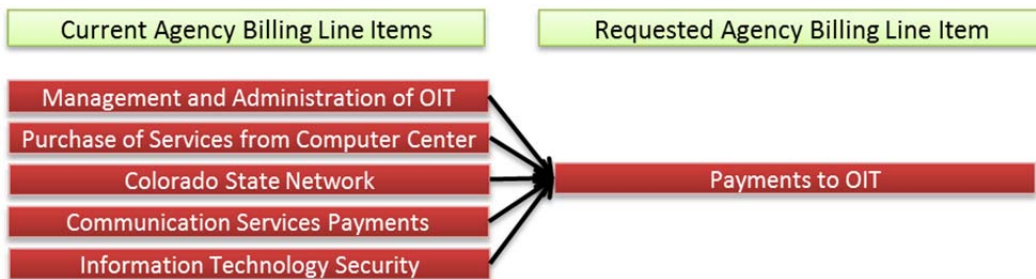 Current Agency Billing Line Items
Requested Agency Billing Line Item
Management and Administration of OIT
Purchase of Services from Computer Center
Colorado State Network
Communication Services Payments
Information Technology Security
Payments to OIT